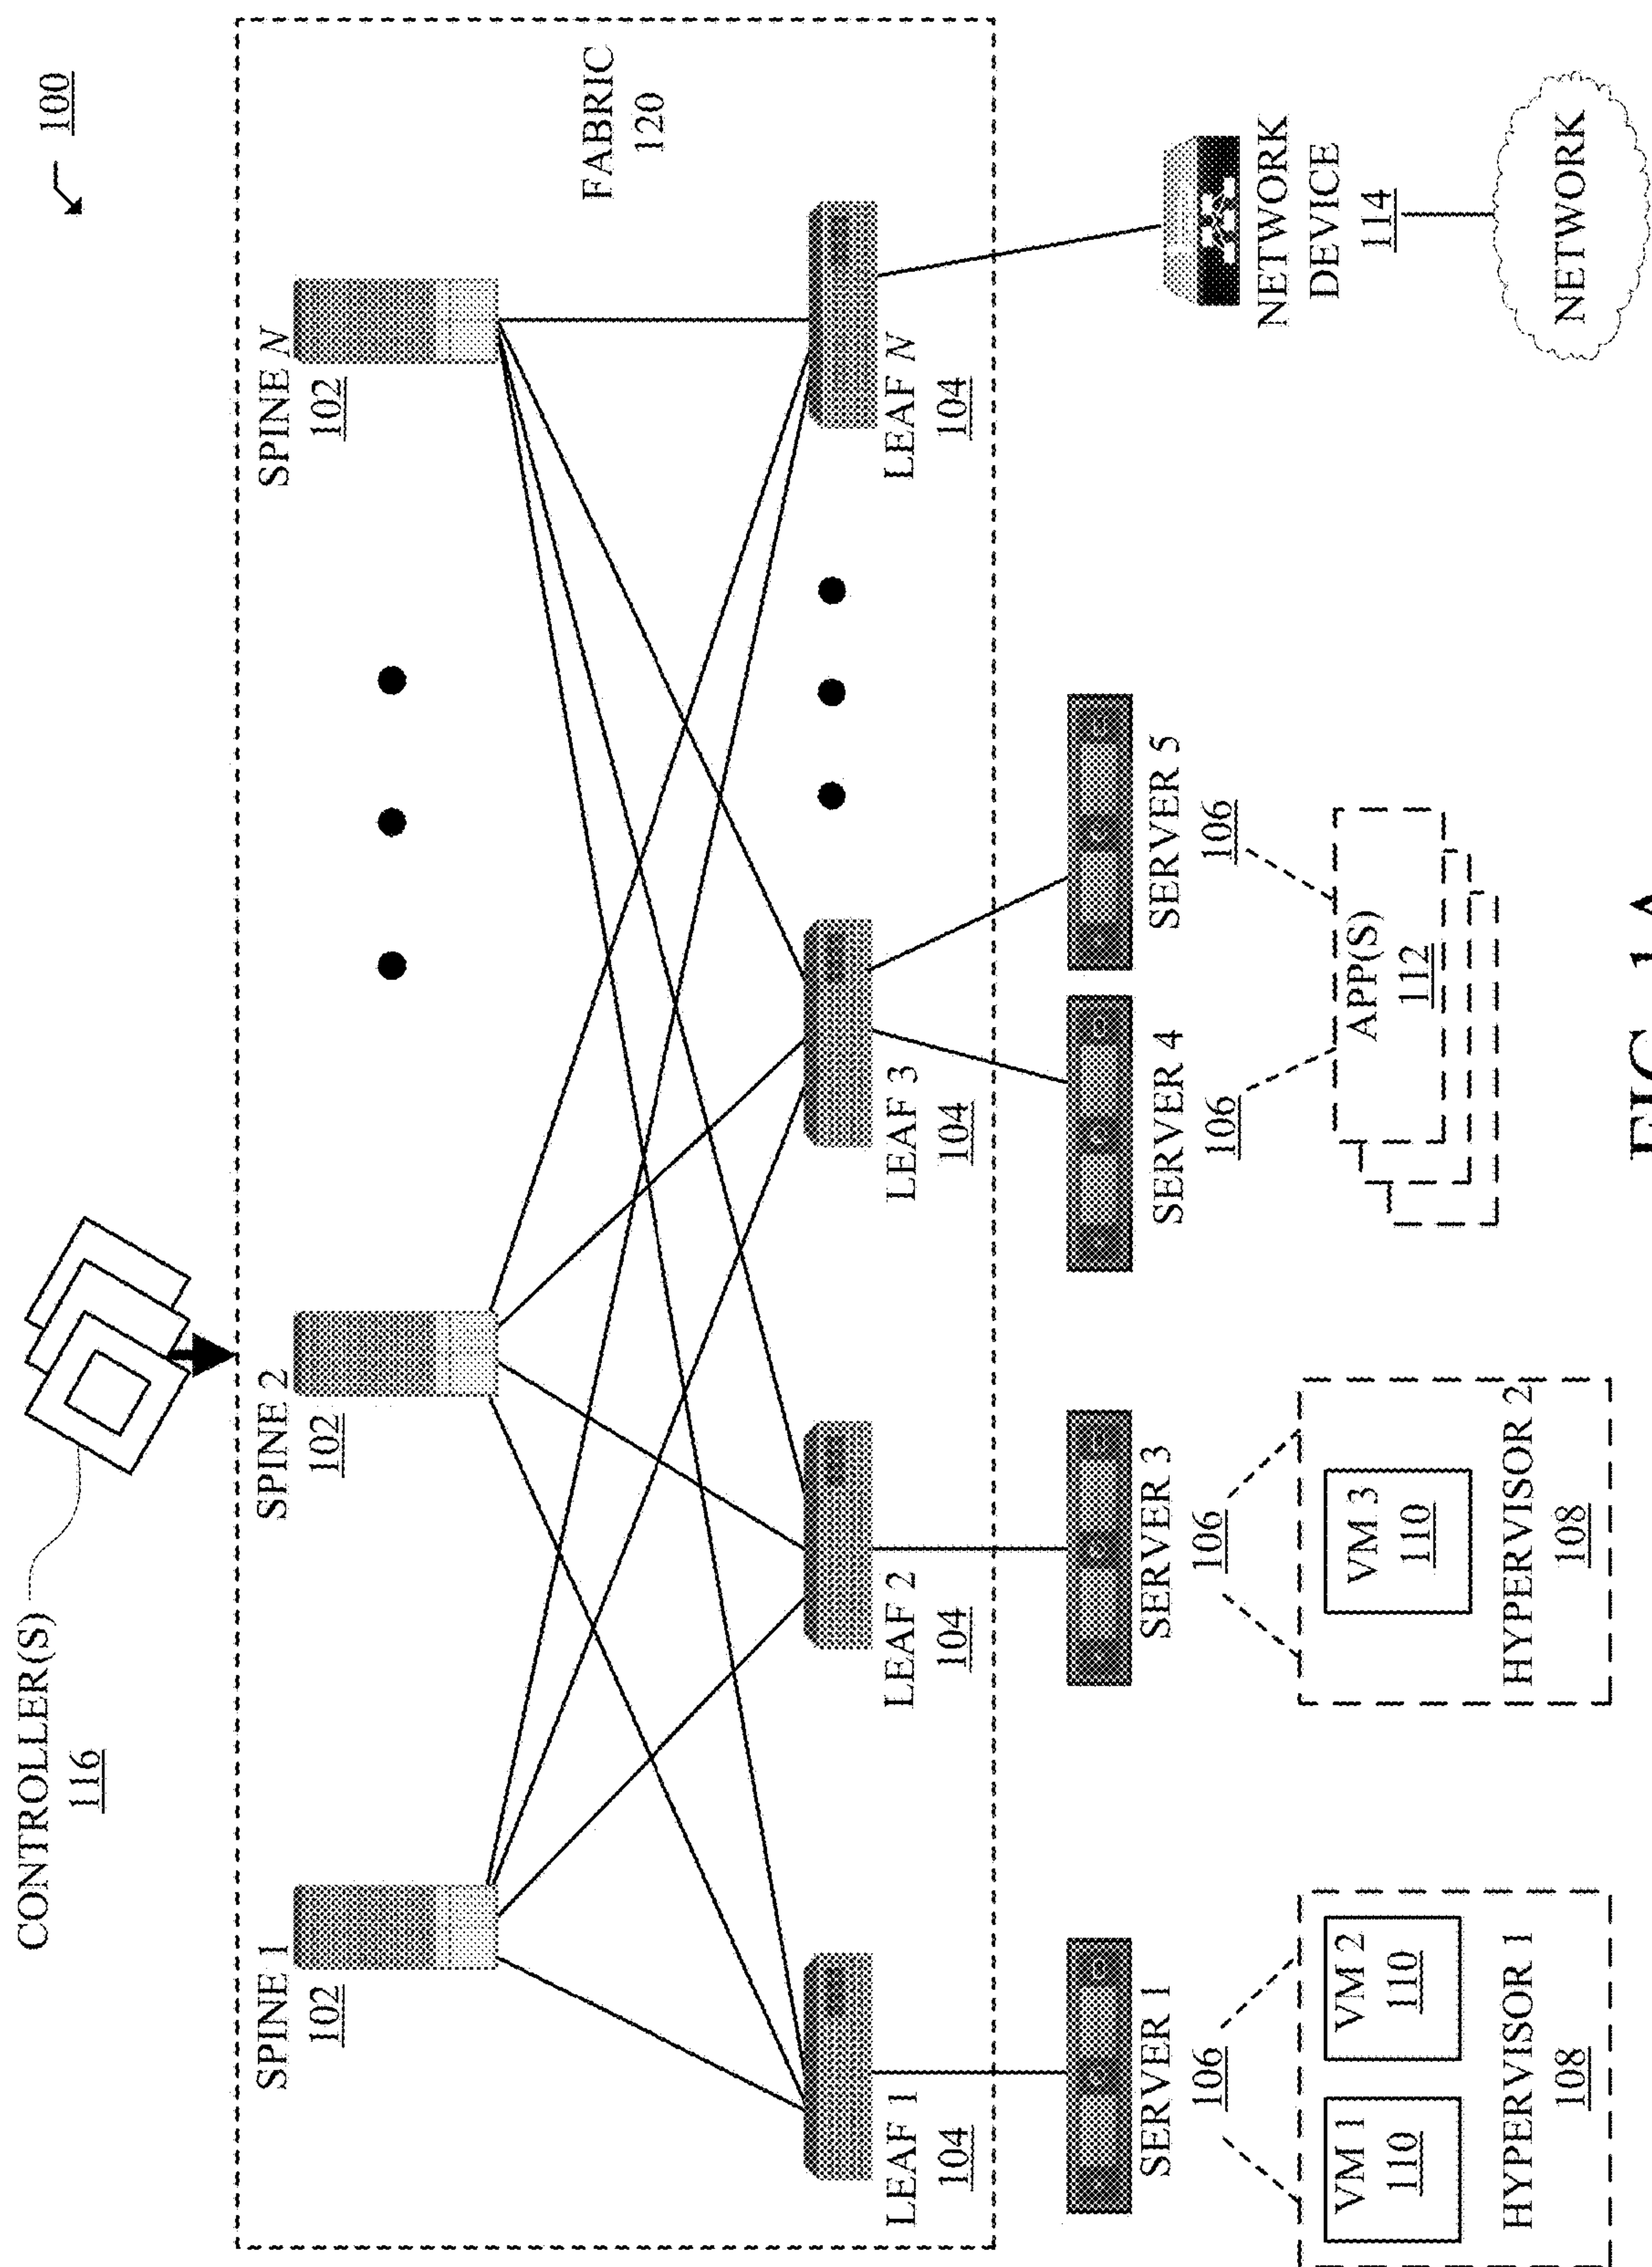 100
CONTROLLER(S)
116
SPINE 1
102
SPINE 2
102
SPINE N
102
FABRIC
120
LEAF 1
104
LEAF 2
104
LEAF 3
104
LEAF N
104
SERVER 1
106
SERVER 3
106
SERVER 4
106
SERVER 5
106
NETWORK
DEVICE
114
VM 1
110
VM 2
110
HYPERVISOR 1
108
VM 3
110
HYPERVISOR 2
108
APP(S)
112
NETWORK
FIG. 1A